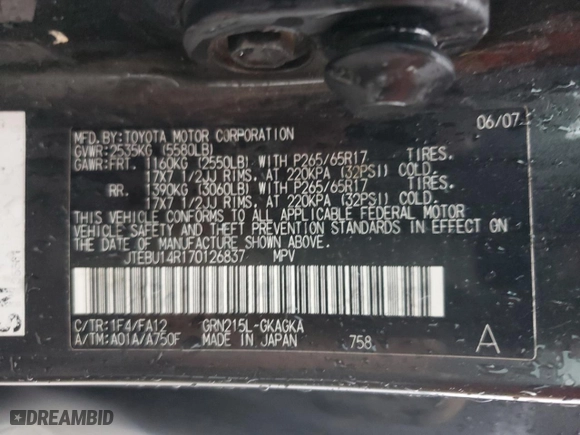 MFD.BY:TOYOTA MOTOR CORPORATION 06/07
GVWR:2535KG (5580LB)
GAWR:FRT. 1160KG (2550LB) WITH P265/65R17 TIRES.
17X7 1/2JJ RIMS. AT 220KPA (32PSI) COLD.
RR. 1390KG (3060LB) WITH P265/65R17 TIRES.
17X7 1/2JJ RIMS. AT 220KPA (32PSI) COLD.
THIS VEHICLE CONFORMS TO ALL APPLICABLE FEDERAL MOTOR
VEHICLE SAFETY AND THEFT PREVENTION STANDARDS IN EFFECT ON
THE DATE OF MANUFACTURE SHOWN ABOVE.
JTEBU14R170126837 MPV
C/TR:1F4/FA12 GRN215L-GKAGKA
A/TM:A01A/A750F MADE IN JAPAN 758 A
DREAMBID